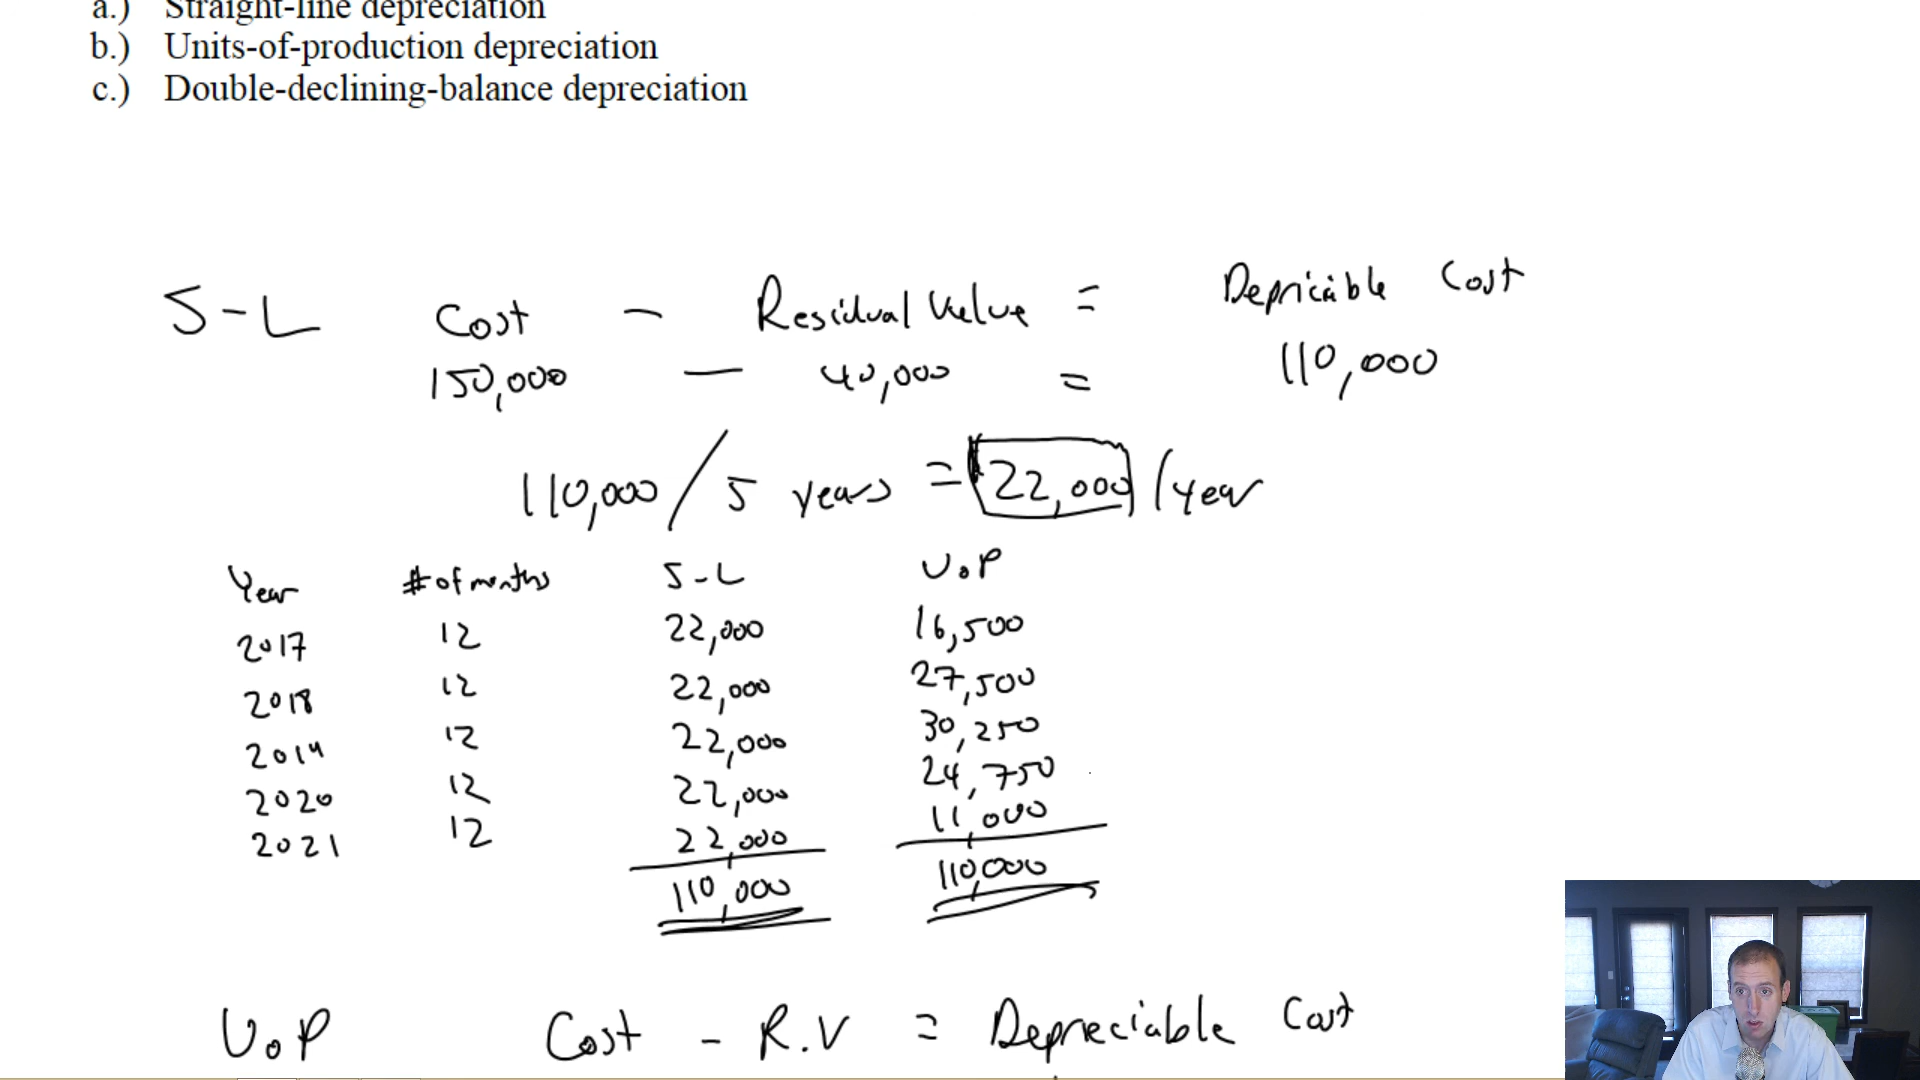 a.) Straight-line depreciation
b.) Units-of-production depreciation
c.) Double-declining-balance depreciation
S-L Cost - Residual Value = Depricible Cost
150,000 - 40,000 = 110,000
110,000 / 5 years = 22,000 / year
Year # of months S-L UoP
2017 12 22,000 16,500
2018 12 22,000 27,500
2019 12 22,000 30,250
2020 12 22,000 24,750
2021 12 22,000 11,000
110,000 110,000
UoP Cost - R.V = Depreciable Cost